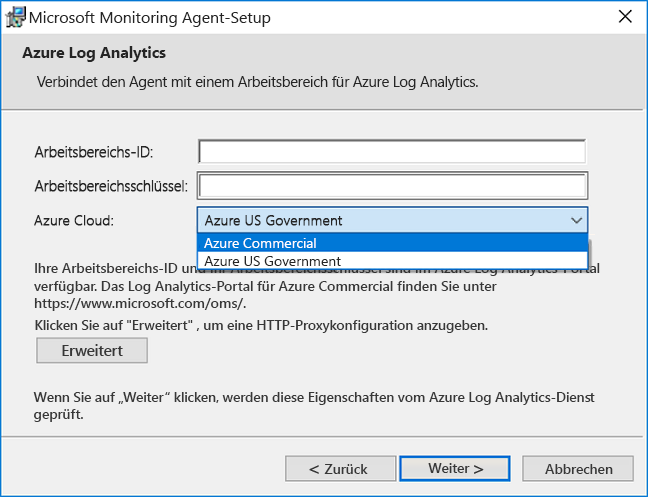 Microsoft Monitoring Agent-Setup
Azure Log Analytics
Verbindet den Agent mit einem Arbeitsbereich für Azure Log Analytics.
Arbeitsbereichs-ID:
Arbeitsbereichsschlüssel:
Azure Cloud: Azure US Government
Azure Commercial
Azure US Government
Ihre Arbeitsbereichs-ID und Ihr Arbeitsbereichsschlüssel sind im Azure Log Analytics-Portal
verfügbar. Das Log Analytics-Portal für Azure Commercial finden Sie unter
https://www.microsoft.com/oms/.
Klicken Sie auf "Erweitert" , um eine HTTP-Proxykonfiguration anzugeben.
Erweitert
Wenn Sie auf „Weiter“ klicken, werden diese Eigenschaften vom Azure Log Analytics-Dienst
geprüft.
< Zurück Weiter > Abbrechen